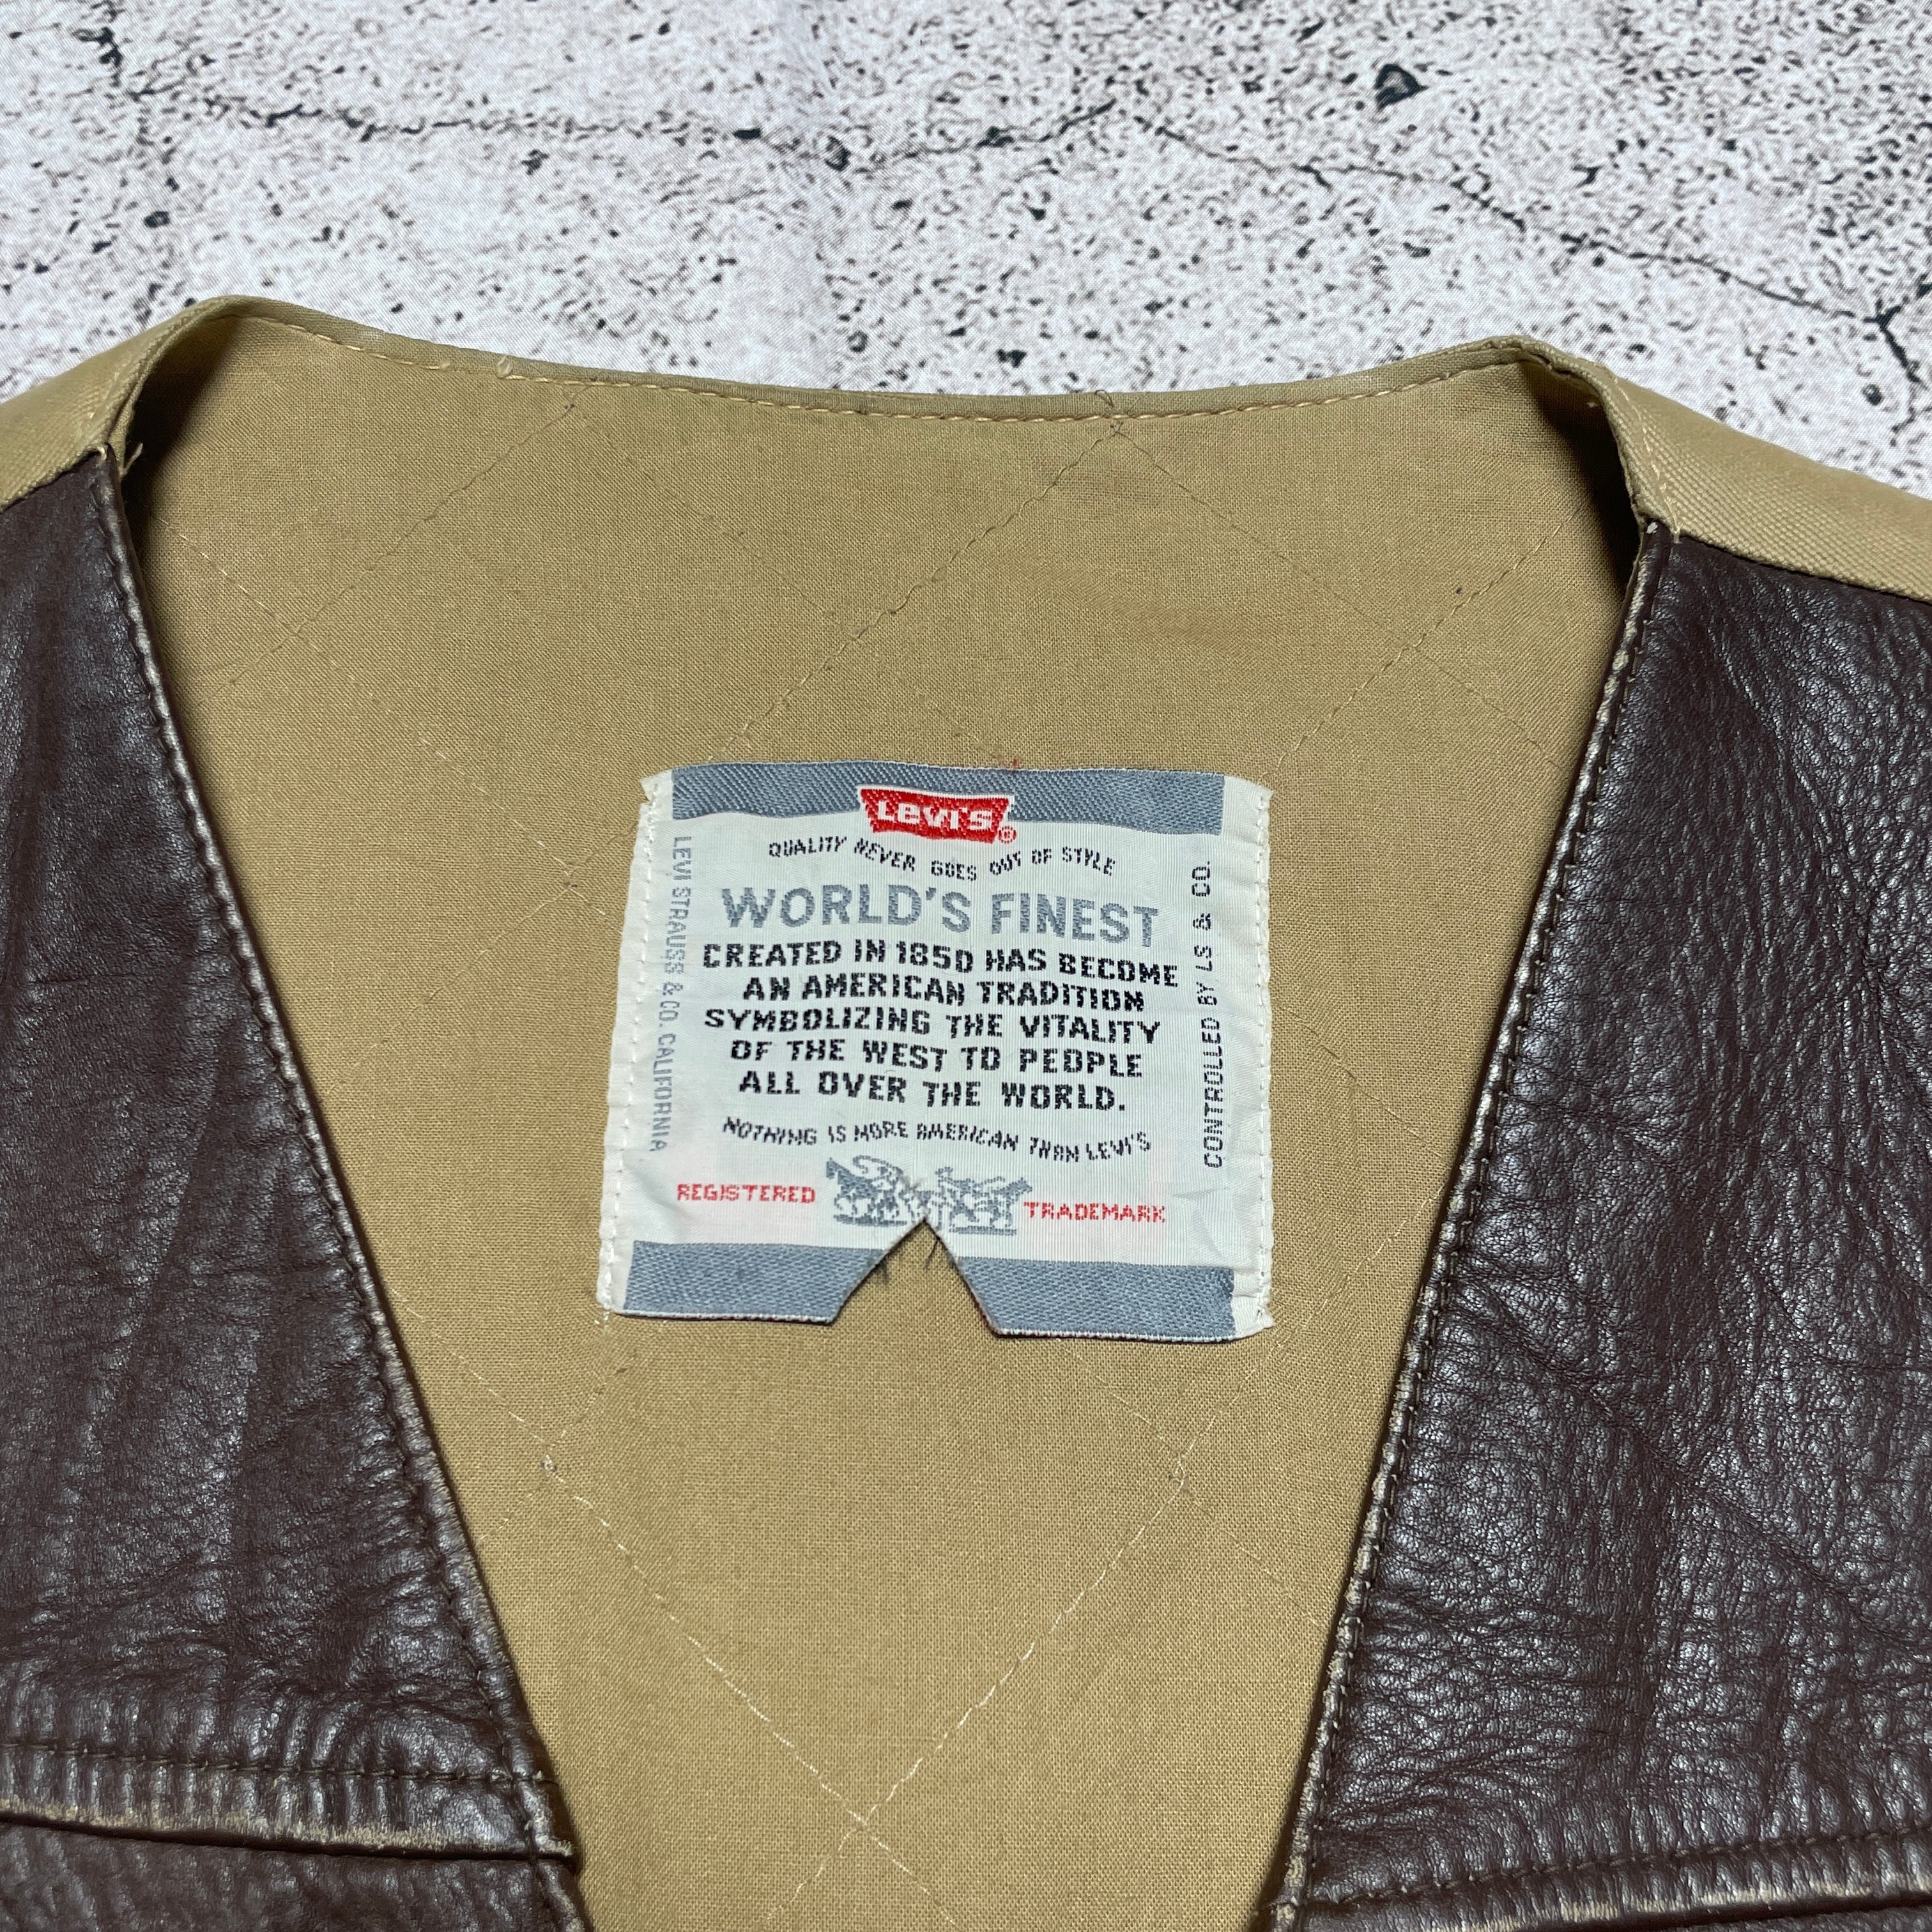 LEVI'S®
QUALITY NEVER GOES OUT OF STYLE
WORLD'S FINEST
CREATED IN 1850 HAS BECOME
AN AMERICAN TRADITION
SYMBOLIZING THE VITALITY
OF THE WEST TO PEOPLE
ALL OVER THE WORLD.
NOTHING IS MORE AMERICAN THAN LEVI'S
REGISTERED TRADEMARK
LEVI STRAUSS & CO. CALIFORNIA
CONTROLLED BY LS & CO.